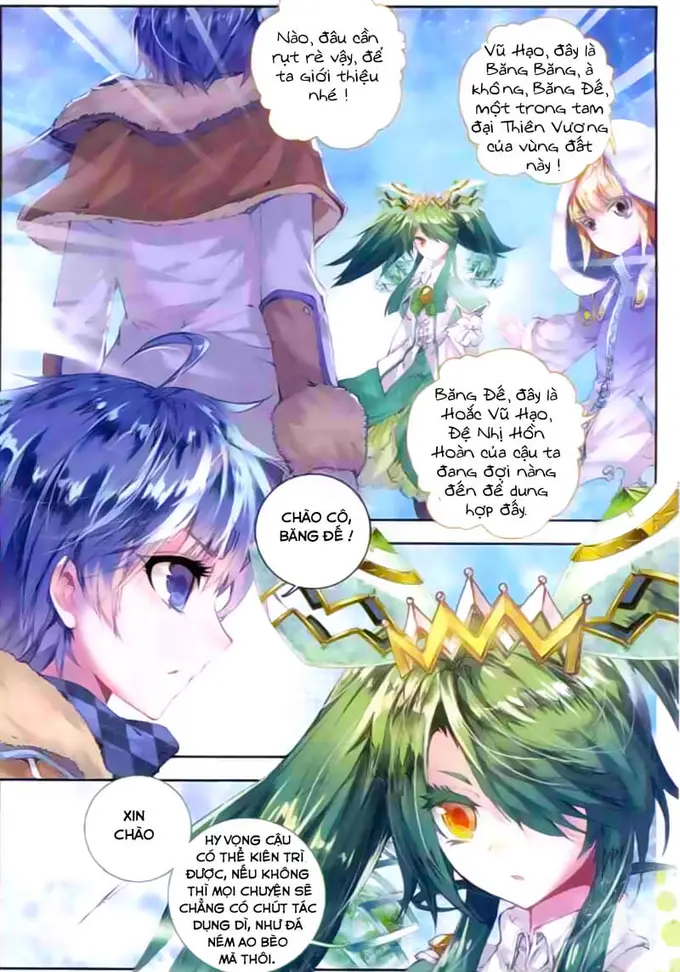 Nào, đâu cần
rụt rè vậy, để
ta giới thiệu
nhé !
Vũ Hạo, đây là
Băng Băng, à
không, Băng Đế,
một trong tam
đại Thiên Vương
của vùng đất
này !
Băng Đế, đây là
Hoắc Vũ Hạo,
Đệ Nhị Hồn
Hoàn của cậu ta
đang đợi nàng
đến để dung
hợp đấy.
CHÀO CÔ,
BĂNG ĐẾ !
XIN
CHÀO
HY VỌNG CẬU
CÓ THỂ KIÊN TRÌ
ĐƯỢC, NẾU KHÔNG
THÌ MỌI CHUYỆN SẼ
CHẲNG CÓ CHÚT TÁC
DỤNG DÌ, NHƯ ĐÁ
NÉM AO BÈO
MÀ THÔI.